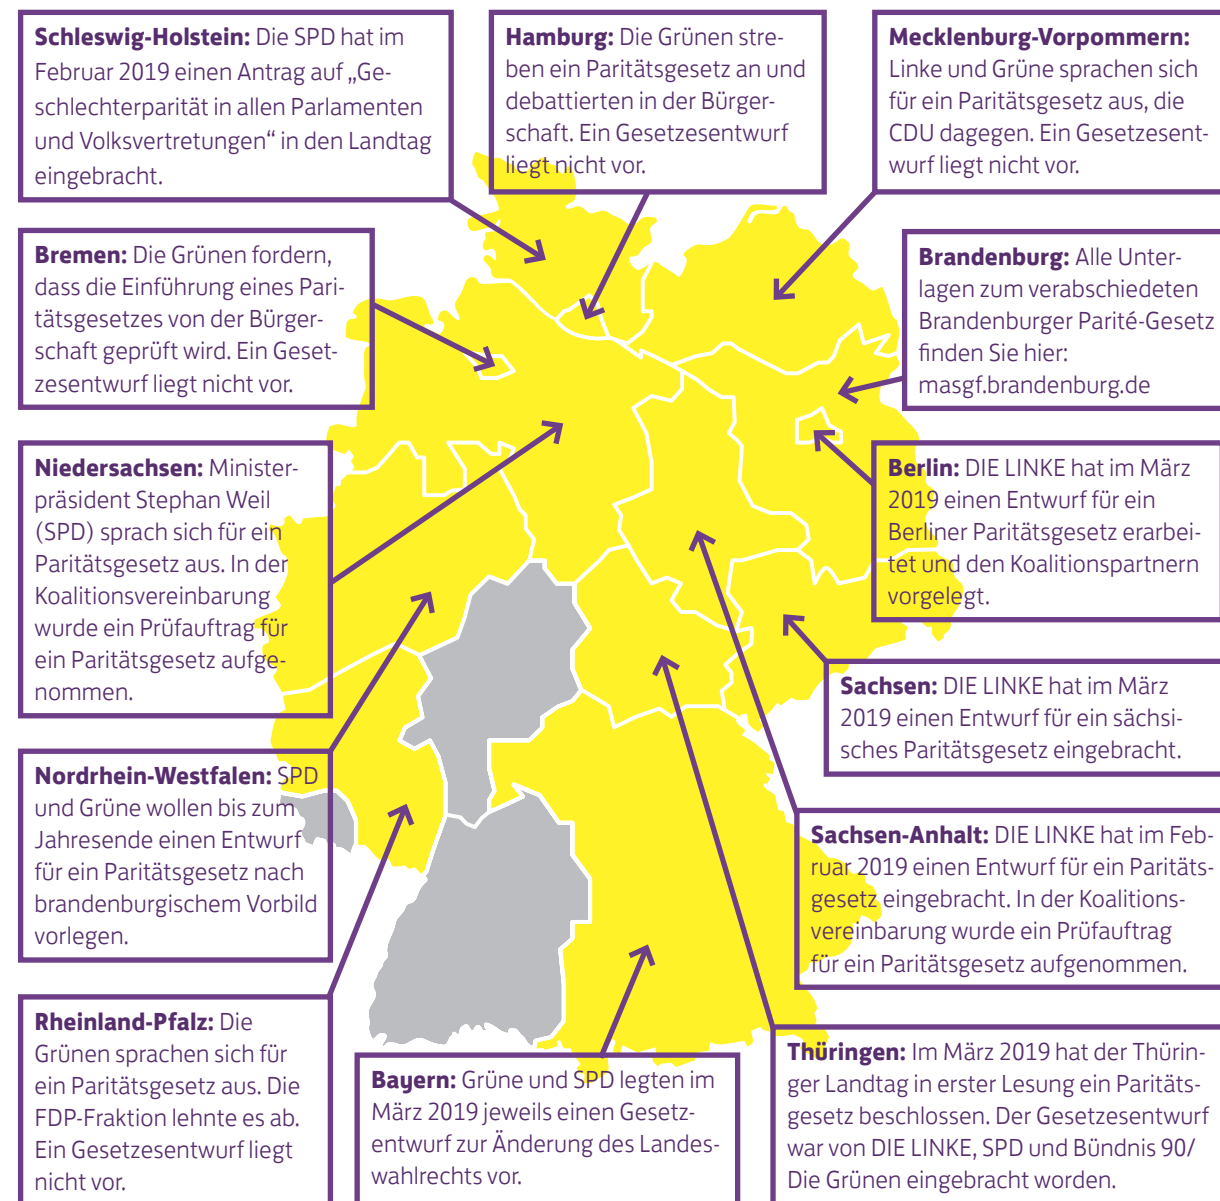 Schleswig-Holstein: Die SPD hat im
Februar 2019 einen Antrag auf „Ge-
schlechterparität in allen Parlamenten
und Volksvertretungen“ in den Landtag
eingebracht.
Hamburg: Die Grünen stre-
ben ein Paritätsgesetz an und
debattierten in der Bürger-
schaft. Ein Gesetzesentwurf
liegt nicht vor.
Mecklenburg-Vorpommern:
Linke und Grüne sprachen sich
für ein Paritätsgesetz aus, die
CDU dagegen. Ein Gesetzesent-
wurf liegt nicht vor.
Bremen: Die Grünen fordern,
dass die Einführung eines Pari-
tätsgesetzes von der Bürger-
schaft geprüft wird. Ein Geset-
zesentwurf liegt nicht vor.
Brandenburg: Alle Unter-
lagen zum verabschiedeten
Brandenburger Parité-Gesetz
finden Sie hier:
masgf.brandenburg.de
Niedersachsen: Minister-
präsident Stephan Weil
(SPD) sprach sich für ein
Paritätsgesetz aus. In der
Koalitionsvereinbarung
wurde ein Prüfauftrag für
ein Paritätsgesetz aufge-
nommen.
Berlin: DIE LINKE hat im März
2019 einen Entwurf für ein
Berliner Paritätsgesetz erarbei-
tet und den Koalitionspartnern
vorgelegt.
Sachsen: DIE LINKE hat im März
2019 einen Entwurf für ein sächsi-
sches Paritätsgesetz eingebracht.
Nordrhein-Westfalen: SPD
und Grüne wollen bis zum
Jahresende einen Entwurf
für ein Paritätsgesetz nach
brandenburgischem Vorbild
vorlegen.
Sachsen-Anhalt: DIE LINKE hat im Feb-
ruar 2019 einen Entwurf für ein Paritäts-
gesetz eingebracht. In der Koalitions-
vereinbarung wurde ein Prüfauftrag
für ein Paritätsgesetz aufgenommen.
Rheinland-Pfalz: Die
Grünen sprachen sich für
ein Paritätsgesetz aus. Die
FDP-Fraktion lehnte es ab.
Ein Gesetzesentwurf liegt
nicht vor.
Bayern: Grüne und SPD legten im
März 2019 jeweils einen Gesetz-
entwurf zur Änderung des Landes-
wahlrechts vor.
Thüringen: Im März 2019 hat der Thürin-
ger Landtag in erster Lesung ein Paritäts-
gesetz beschlossen. Der Gesetzesentwurf
war von DIE LINKE, SPD und Bündnis 90/
Die Grünen eingebracht worden.